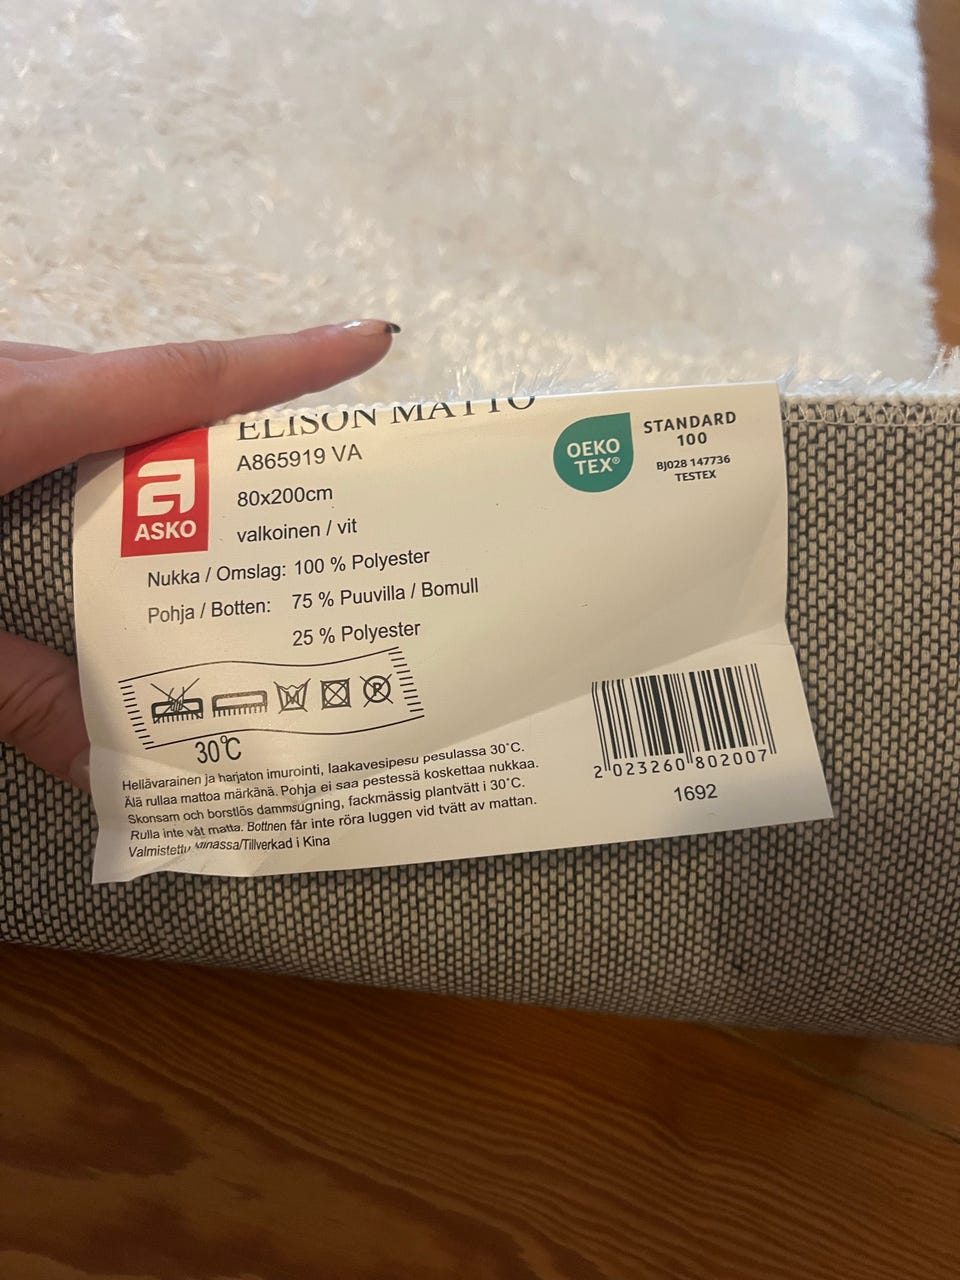 ELISON MATTO
A865919 VA
80x200cm
valkoinen / vit
ASKO
OEKO
TEX®
STANDARD
100
BJ028 147736
TESTEX
Nukka / Omslag: 100 % Polyester
Pohja / Botten: 75 % Puuvilla / Bomull
25 % Polyester
P
30°C
Hellävarainen ja harjaton imurointi, laakavesipesu pesulassa 30°C.
Älä rullaa mattoa märkänä. Pohja ei saa pestessä koskettaa nukkaa.
Skonsam och borstlös dammsugning, fackmässig plantvätt i 30°C.
Rulla inte våt matta. Bottnen får inte röra luggen vid tvätt av mattan.
Valmistettu Kiinassa/Tillverkad i Kina
2 023260 802007
1692